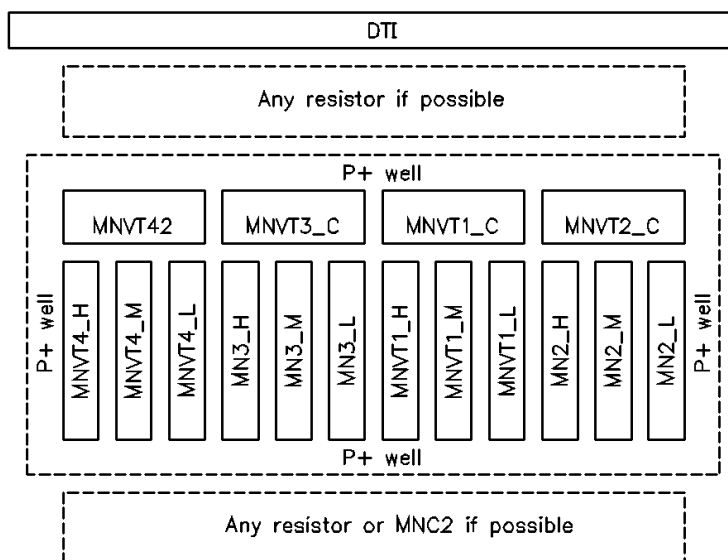 DTI
Any resistor if possible
P+ well
MNVT42 MNVT3_C MNVT1_C MNVT2_C
P+ well MNVT4_H MNVT4_M MNVT4_L MN3_H MN3_M MN3_L MNVT1_H MNVT1_M MNVT1_L MN2_H MN2_M MN2_L P+ well
P+ well
Any resistor or MNC2 if possible